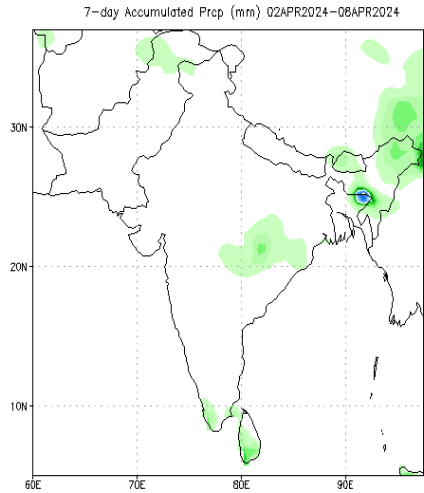 7-day Accumulated Prcp (mm) 02APR2024-08APR2024
30N
20N
10N
60E 70E 80E 90E